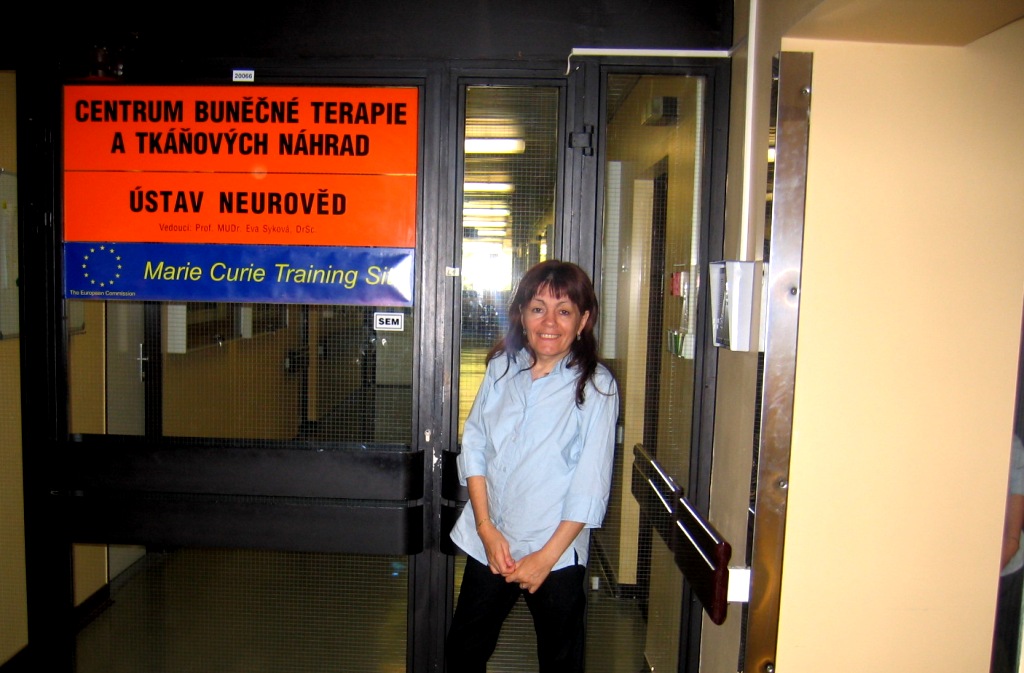 20066
CENTRUM BUNĚČNÉ TERAPIE
A TKÁŇOVÝCH NÁHRAD
ÚSTAV NEUROVĚD
Vedoucí: Prof. MUDr. Eva Syková, DrSc.
Marie Curie Training Sit
The European Commission
SEM